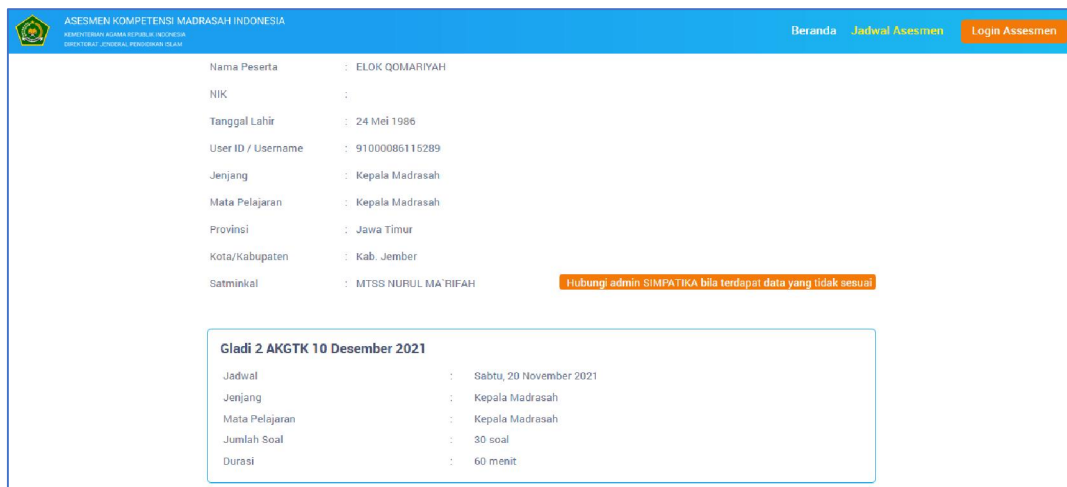 ASESMEN KOMPETENSI MADRASAH INDONESIA
KEMENTERIAN AGAMA REPUBLIK INDONESIA
DIREKTORAT JENDERAL PENDIDIKAN ISLAM
Beranda Jadwal Asesmen Login Assesmen
Nama Peserta : ELOK QOMARIYAH
NIK :
Tanggal Lahir : 24 Mei 1986
User ID / Username : 91000086115289
Jenjang : Kepala Madrasah
Mata Pelajaran : Kepala Madrasah
Provinsi : Jawa Timur
Kota/Kabupaten : Kab. Jember
Satminkal : MTSS NURUL MA`RIFAH Hubungi admin SIMPATIKA bila terdapat data yang tidak sesuai
Gladi 2 AKGTK 10 Desember 2021
Jadwal : Sabtu, 20 November 2021
Jenjang : Kepala Madrasah
Mata Pelajaran : Kepala Madrasah
Jumlah Soal : 30 soal
Durasi : 60 menit